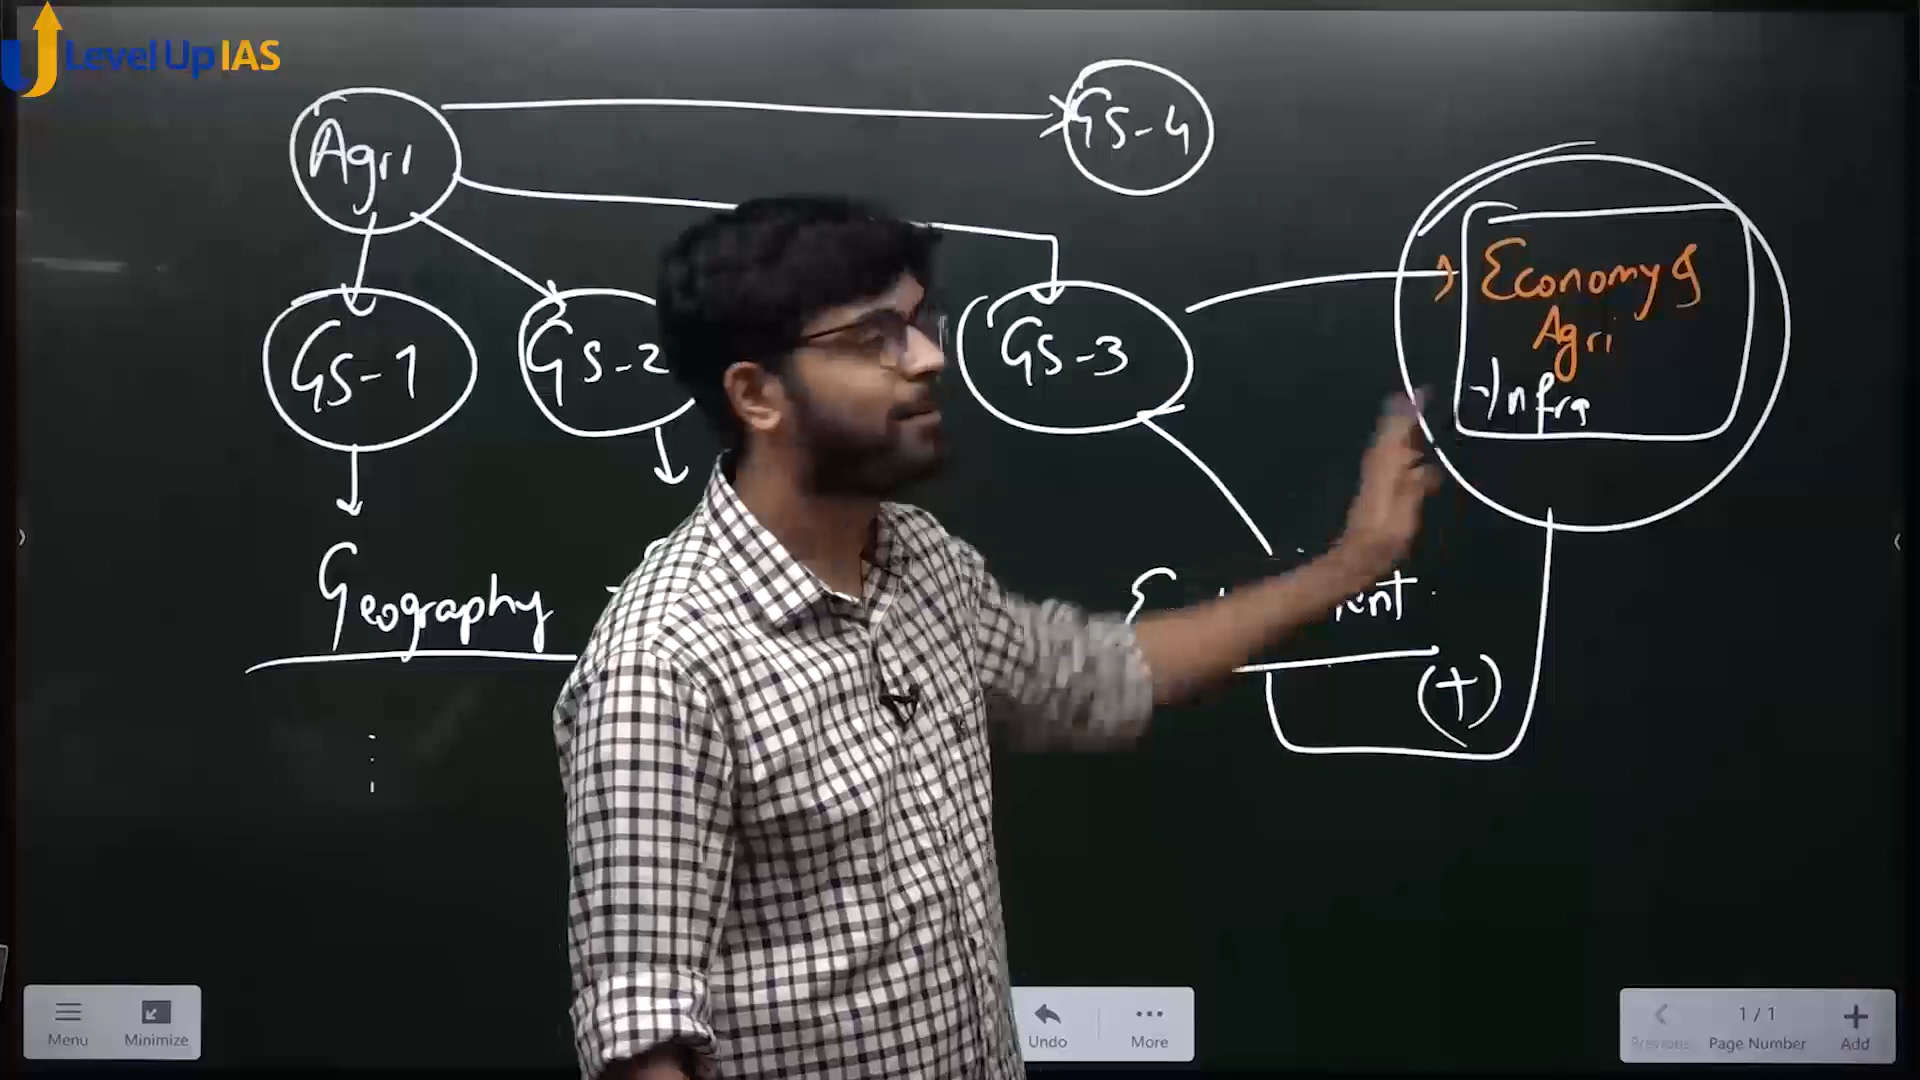 Level Up IAS
Agri
GS-4
GS-1
GS-2
GS-3
Economy &
Agri
Infra
Geography
(+)
Menu
Minimize
Undo
More
Previous
1 / 1
Page Number
Add